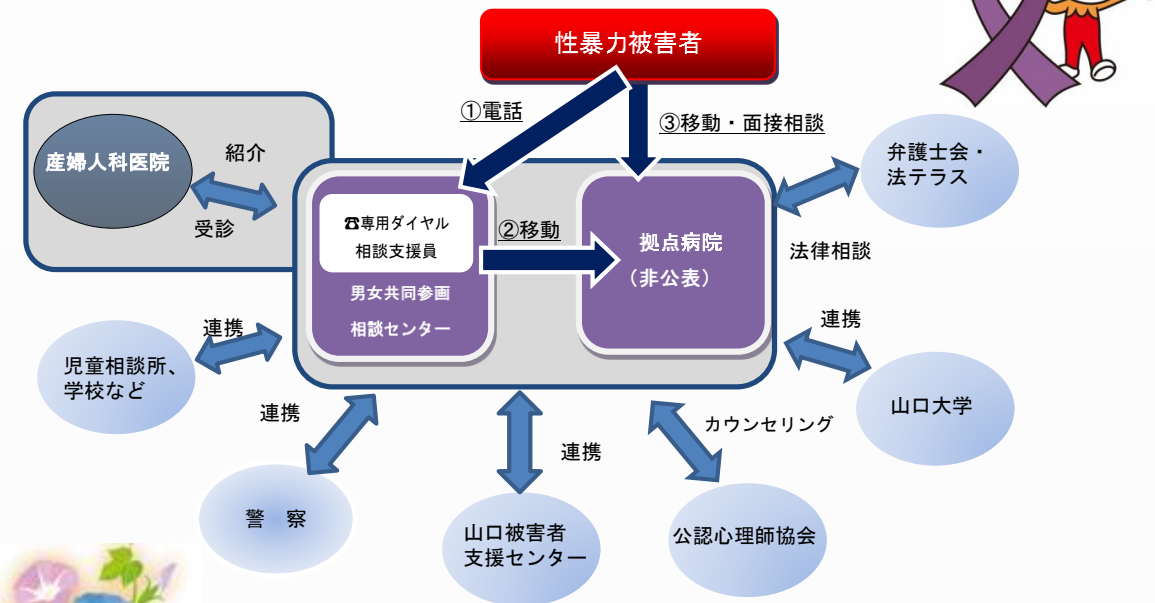 性暴力被害者
①電話
③移動・面接相談
産婦人科医院
紹介
受診
弁護士会・
法テラス
☎専用ダイヤル
相談支援員
②移動
拠点病院
（非公表）
法律相談
男女共同参画
相談センター
連携
児童相談所、
学校など
連携
山口大学
連携
カウンセリング
連携
警 察
山口被害者
支援センター
公認心理師協会